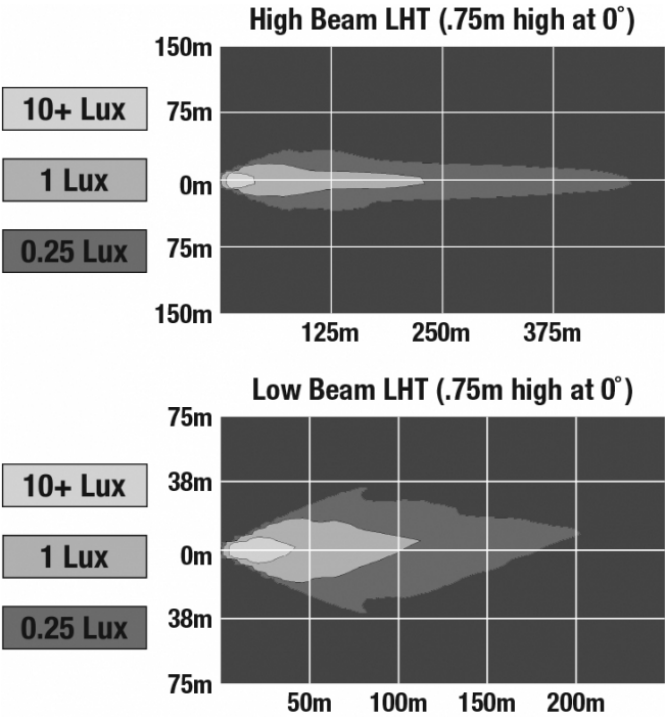 High Beam LHT (.75m high at 0˚)
150m
10+ Lux
75m
1 Lux
0m
0.25 Lux
75m
150m
125m 250m 375m
Low Beam LHT (.75m high at 0˚)
75m
10+ Lux
38m
1 Lux
0m
0.25 Lux
38m
75m
50m 100m 150m 200m